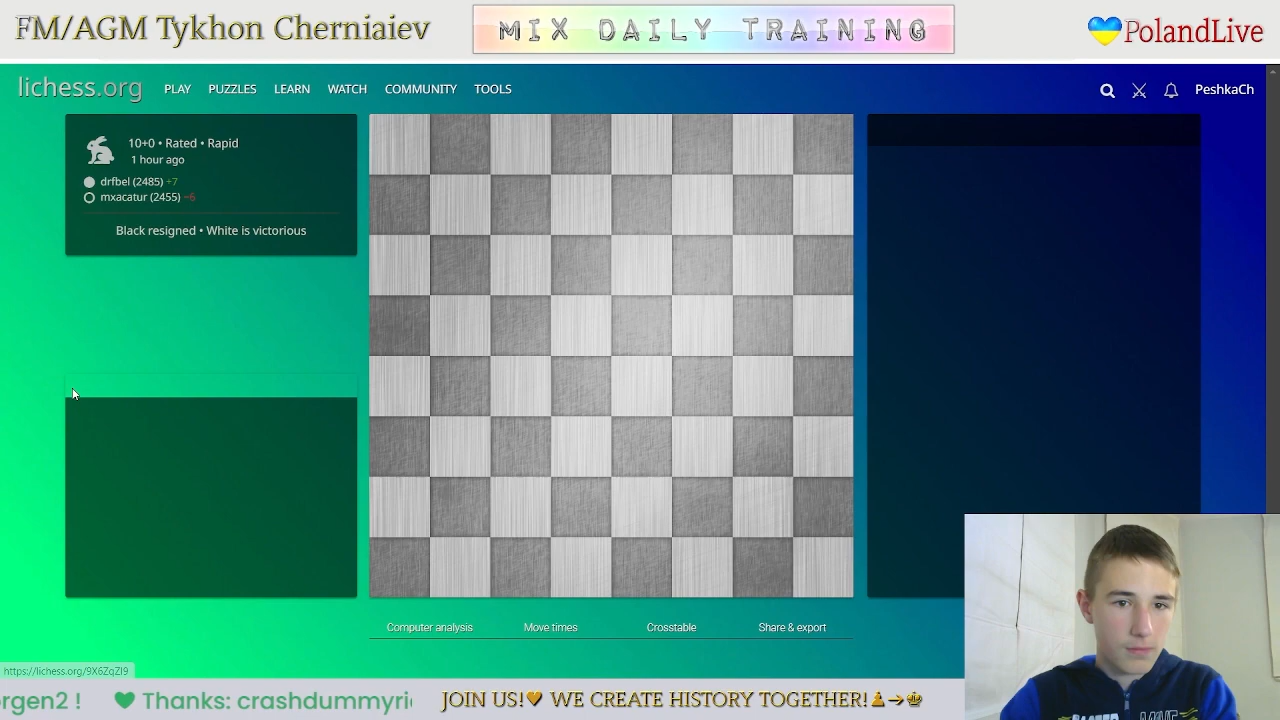 FM/AGM Tykhon Cherniaiev
MIX DAILY TRAINING
PolandLive
lichess.org PLAY PUZZLES LEARN WATCH COMMUNITY TOOLS PeshkaCh
10+0 • Rated • Rapid
1 hour ago
drfbel (2485) +7
mxacatur (2455) −6
Black resigned • White is victorious
Computer analysis Move times Crosstable Share & export
https://lichess.org/9X6ZqZI9
orgen2 ! Thanks: crashdummyri
JOIN US! WE CREATE HISTORY TOGETHER!